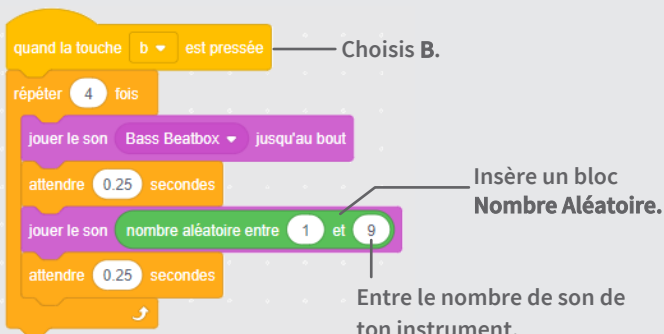 quand la touche b est pressée
Choisis B.
répéter 4 fois
jouer le son Bass Beatbox jusqu'au bout
attendre 0.25 secondes
Insère un bloc
Nombre Aléatoire.
jouer le son nombre aléatoire entre 1 et 9
attendre 0.25 secondes
Entre le nombre de son de
ton instrument.